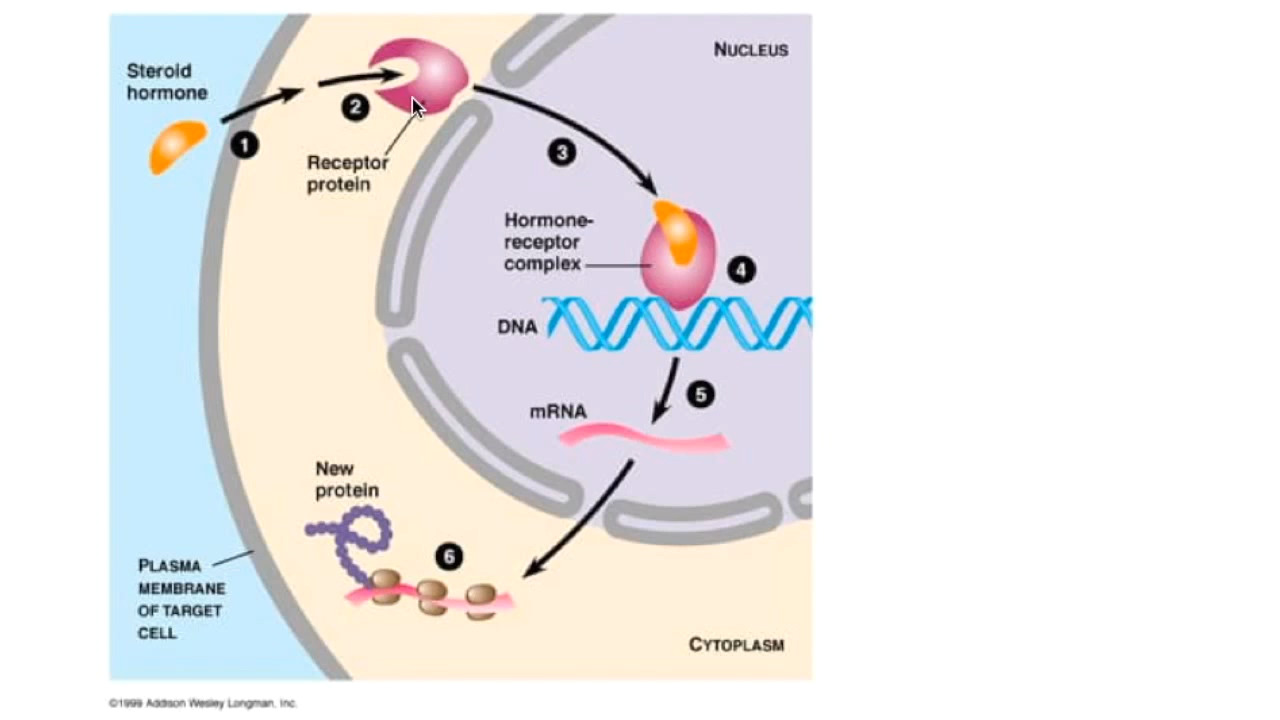 Steroid
hormone
1
2
Receptor
protein
NUCLEUS
3
Hormone-
receptor
complex
4
DNA
5
mRNA
New
protein
6
PLASMA
MEMBRANE
OF TARGET
CELL
CYTOPLASM
©1999 Addison Wesley Longman, Inc.